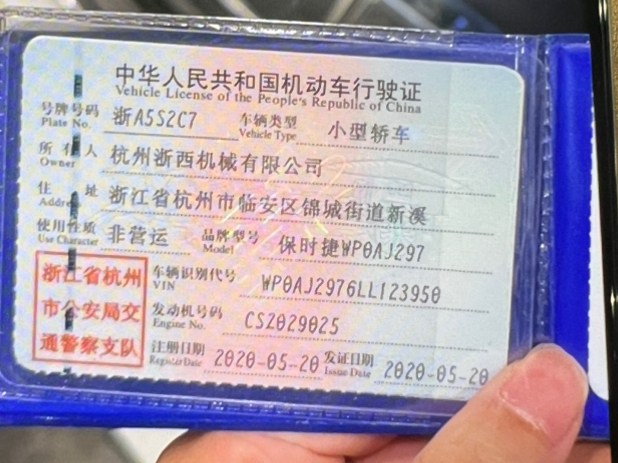 中华人民共和国机动车行驶证
Vehicle License of the People's Republic of China
号牌号码 浙A5S2C7 车辆类型 小型轿车
Plate No. Vehicle Type
所有人 杭州浙西机械有限公司
Owner
住址 浙江省杭州市临安区锦城街道新溪
Address
使用性质 非营运 品牌型号 保时捷WP0AJ297
Use Character Model
浙江省杭州 车辆识别代号 WP0AJ2976LL123950
VIN
市公安局交 发动机号码 CS2029025
Engine No.
通警察支队 注册日期 2020-05-20 发证日期 2020-05-20
Register Date Issue Date